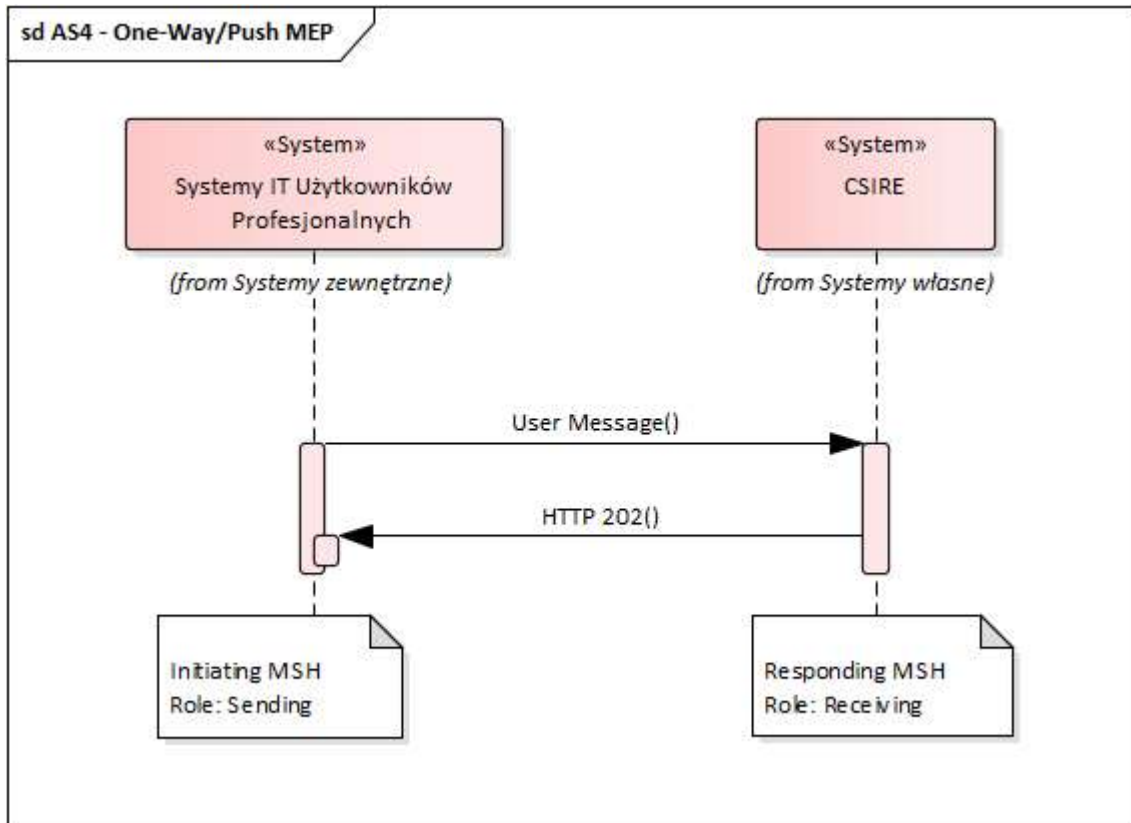 sd AS4 - One-Way/Push MEP
«System»
Systemy IT Użytkowników
Profesjonalnych
(from Systemy zewnętrzne)
«System»
CSIRE
(from Systemy własne)
User Message()
HTTP 202()
Initiating MSH
Role: Sending
Responding MSH
Role: Receiving